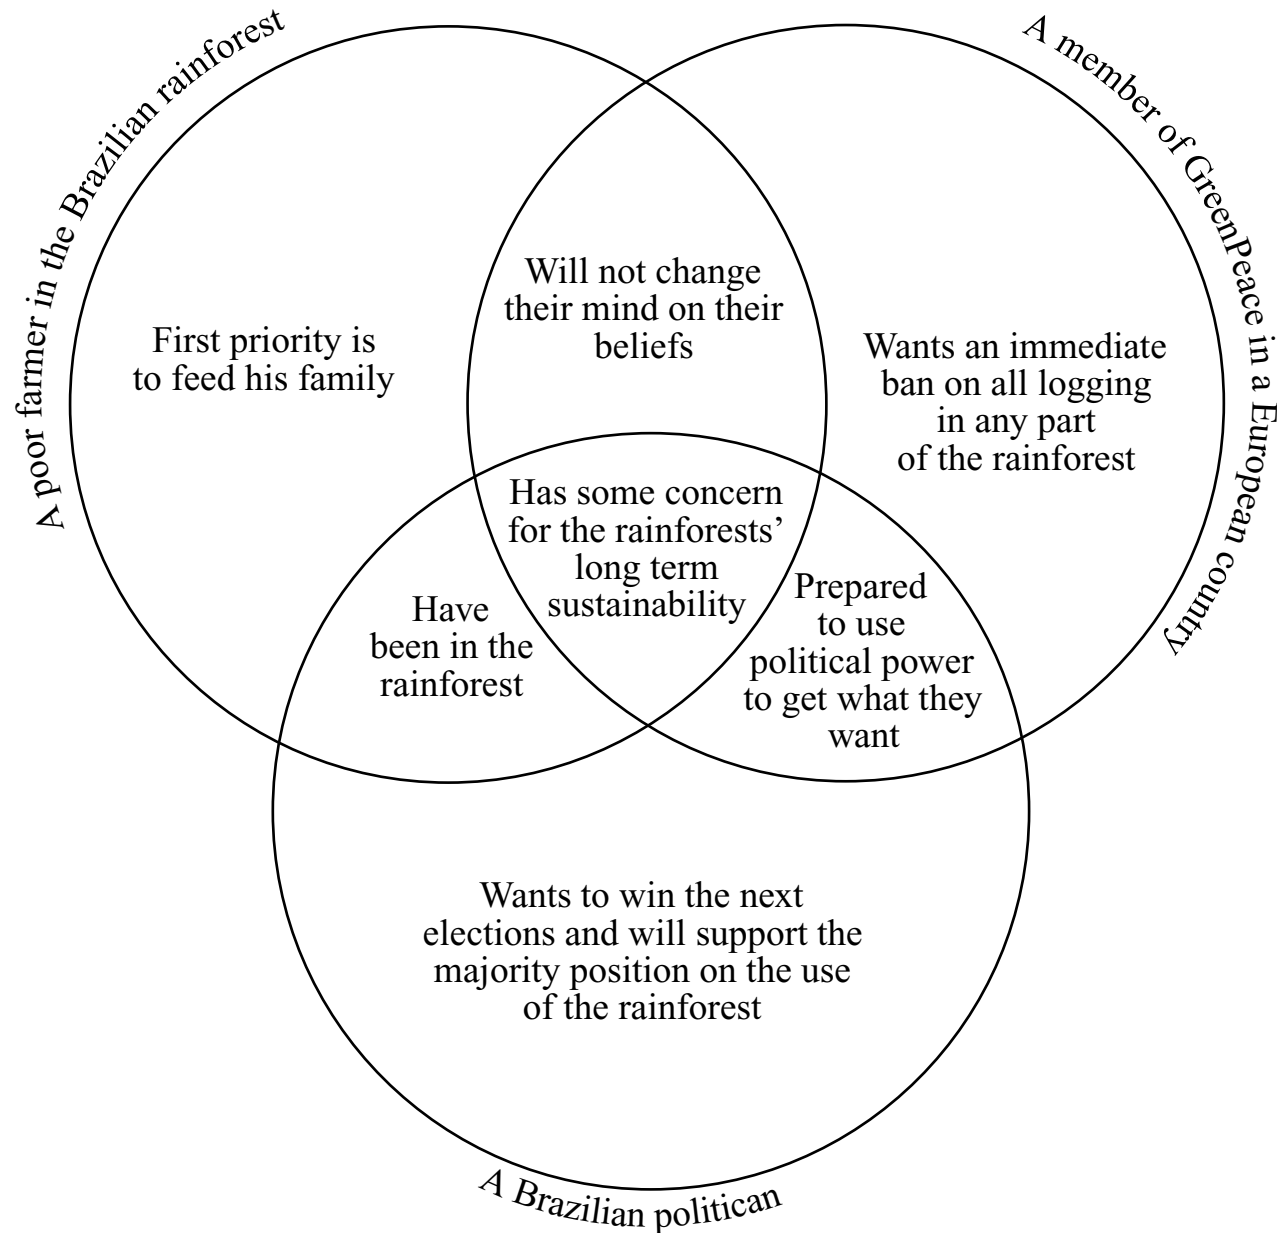 A poor farmer in the Brazilian rainforest
A member of GreenPeace in a European country
First priority is
to feed his family
Will not change
their mind on their
beliefs
Wants an immediate
ban on all logging
in any part
of the rainforest
Has some concern
for the rainforests’
long term
sustainability
Have
been in the
rainforest
Prepared
to use
political power
to get what they
want
Wants to win the next
elections and will support the
majority position on the use
of the rainforest
A Brazilian politican